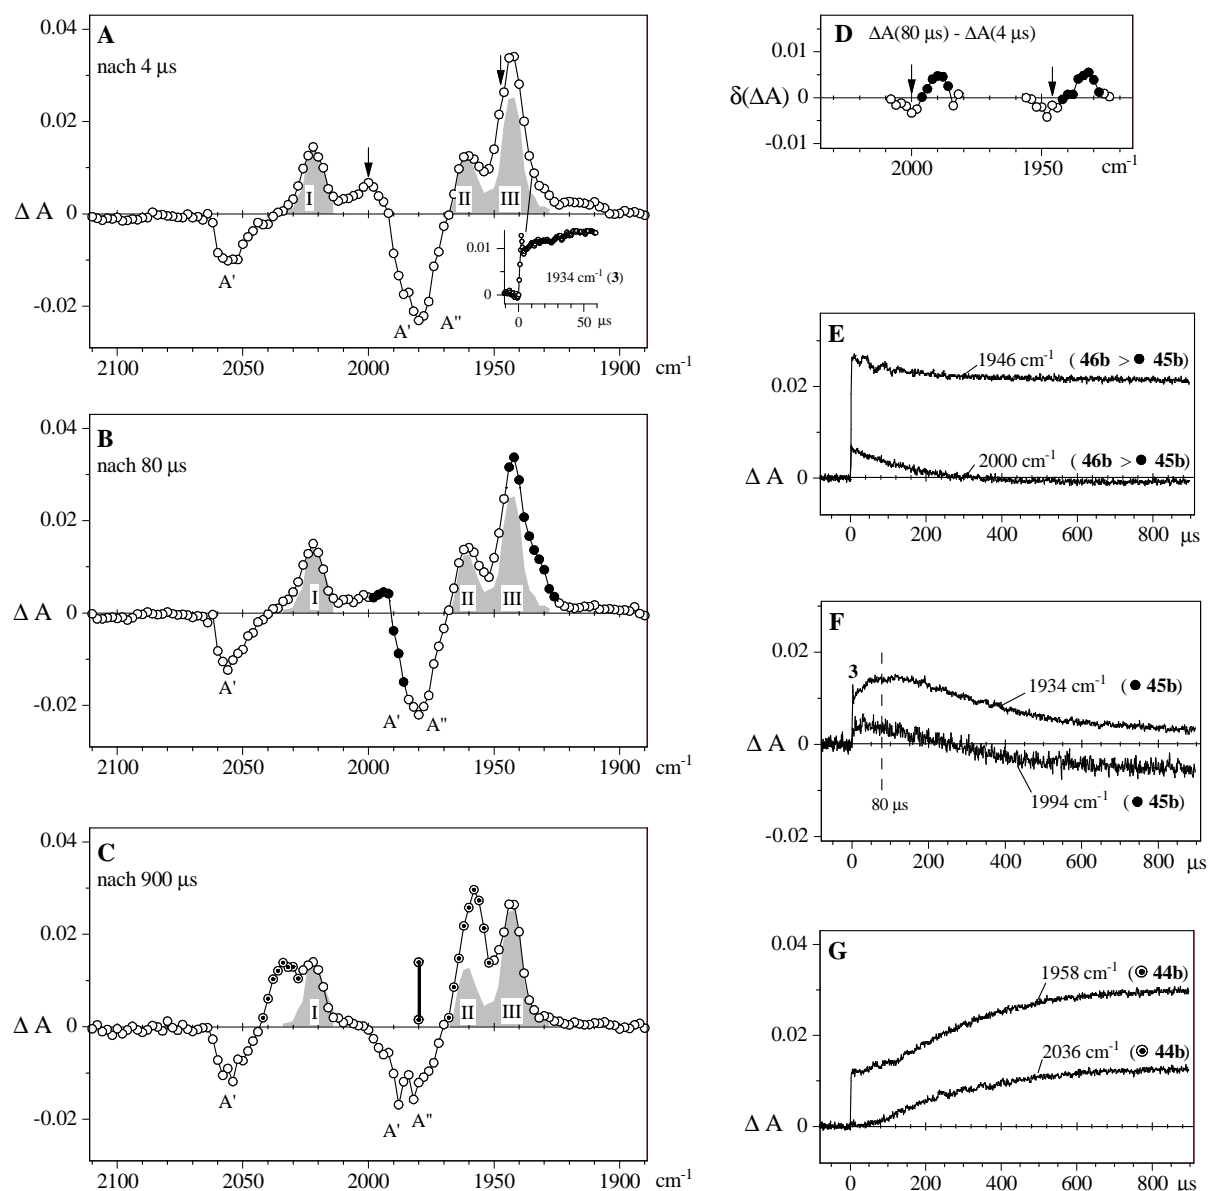 A
nach 4 μs
0.04
0.02
Δ A 0
-0.02
I
II
III
A'
A'
A''
0.01
0
1934 cm⁻¹ (3)
0
50
μs
2100
2050
2000
1950
1900
cm⁻¹
B
nach 80 μs
0.04
0.02
Δ A 0
-0.02
I
II
III
A'
A'
A''
2100
2050
2000
1950
1900
cm⁻¹
C
nach 900 μs
0.04
0.02
Δ A 0
-0.02
I
II
III
A'
A'
A''
2100
2050
2000
1950
1900
cm⁻¹
D ΔA(80 μs) - ΔA(4 μs)
0.01
δ(ΔA) 0
-0.01
2000
1950
cm⁻¹
E
1946 cm⁻¹ ( 46b > ● 45b)
0.02
2000 cm⁻¹ ( 46b > ● 45b)
Δ A 0
0
200
400
600
800
μs
F
0.02
3
1934 cm⁻¹ (● 45b)
Δ A 0
80 μs
1994 cm⁻¹ (● 45b)
-0.02
0
200
400
600
800
μs
G
0.04
1958 cm⁻¹ (◉ 44b)
0.02
2036 cm⁻¹ (◉ 44b)
Δ A 0
0
200
400
600
800
μs